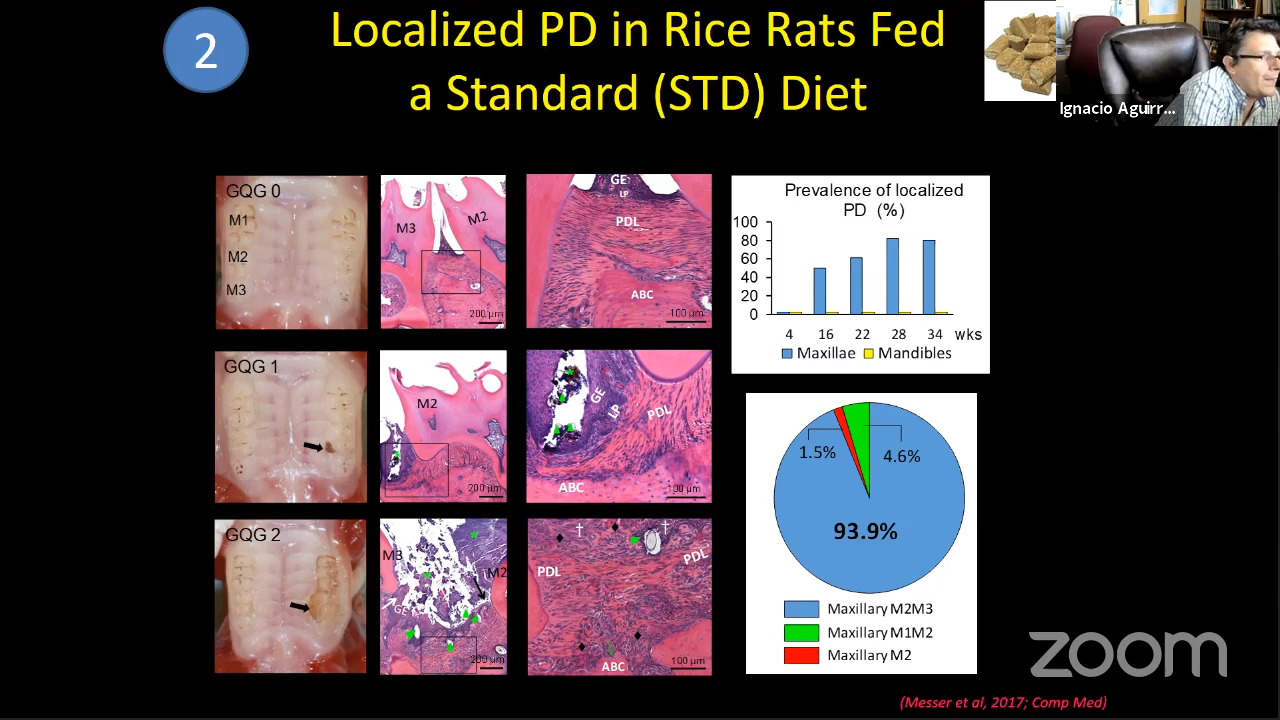 2
Localized PD in Rice Rats Fed
a Standard (STD) Diet
Ignacio Aguirr...
GQG 0
M1
M2
M3
M3
M2
G
200 µm
GE
LP
PDL
ABC
100 µm
Prevalence of localized
PD (%)
100
80
60
40
20
0
4 16 22 28 34 wks
Maxillae Mandibles
GQG 1
M2
200 µm
GE
LP
PDL
ABC
100 µm
GQG 2
M3
M2
GE
200 µm
† †
PDL
PDL
ABC
100 µm
1.5%
4.6%
93.9%
Maxillary M2M3
Maxillary M1M2
Maxillary M2
zoom
(Messer et al, 2017; Comp Med)